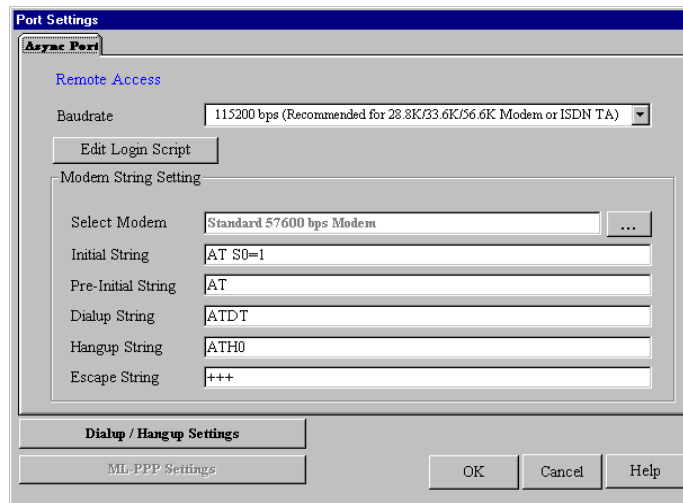 Port Settings
Async Port
Remote Access
Baudrate 115200 bps (Recommended for 28.8K/33.6K/56.6K Modem or ISDN TA)
Edit Login Script
Modem String Setting
Select Modem Standard 57600 bps Modem ...
Initial String AT S0=1
Pre-Initial String AT
Dialup String ATDT
Hangup String ATH0
Escape String +++
Dialup / Hangup Settings
ML-PPP Settings OK Cancel Help